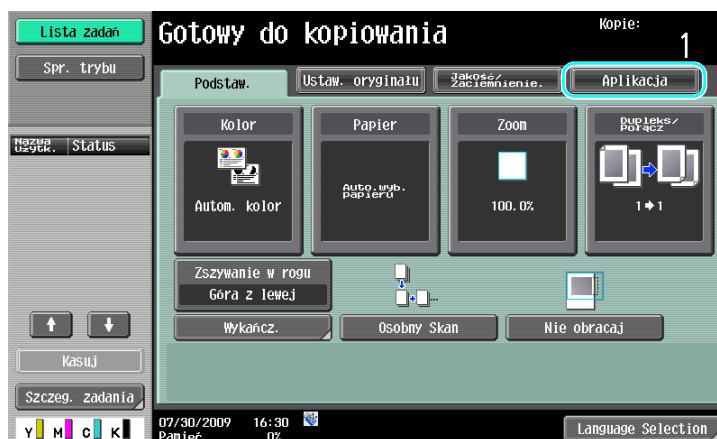 Lista zadań
Spr. trybu
Nazwa użytk.
Status
Kasuj
Szczeg. zadania
Y M C K
Gotowy do kopiowania
Kopie:
1
Podstaw.
Ustaw. oryginału
Jakość/
zaciemnienie.
Aplikacja
Kolor
Autom. kolor
Papier
Auto.wyb.
papieru
Zoom
100.0%
Dupleks/
Połącz
1➔1
Zszywanie w rogu
Góra z lewej
Wykańcz.
Osobny Skan
Nie obracaj
07/30/2009 16:30
Pamięć 0%
Language Selection